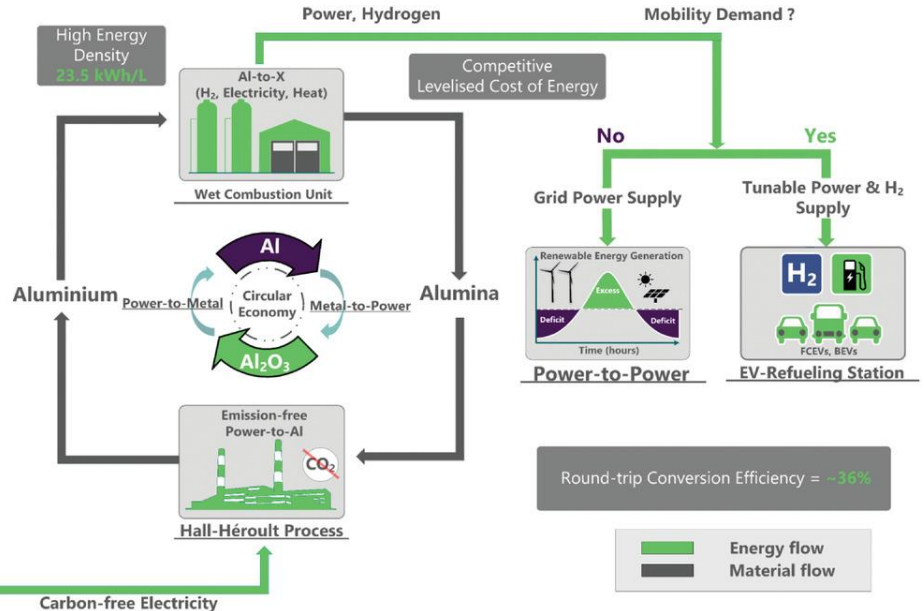 Power, Hydrogen
Mobility Demand ?
High Energy
Density
23.5 kWh/L
Al-to-X
(H₂, Electricity, Heat)
Wet Combustion Unit
Competitive
Levelised Cost of Energy
No
Yes
Grid Power Supply
Tunable Power & H₂
Supply
Aluminium
Power-to-Metal
Al
Circular
Economy
Al₂O₃
Metal-to-Power
Alumina
Renewable Energy Generation
Excess
Deficit
Deficit
Time (hours)
Power-to-Power
H₂
FCEVs, BEVs
EV-Refueling Station
Emission-free
Power-to-Al
CO₂
Hall-Héroult Process
Carbon-free Electricity
Round-trip Conversion Efficiency = ~36%
Energy flow
Material flow